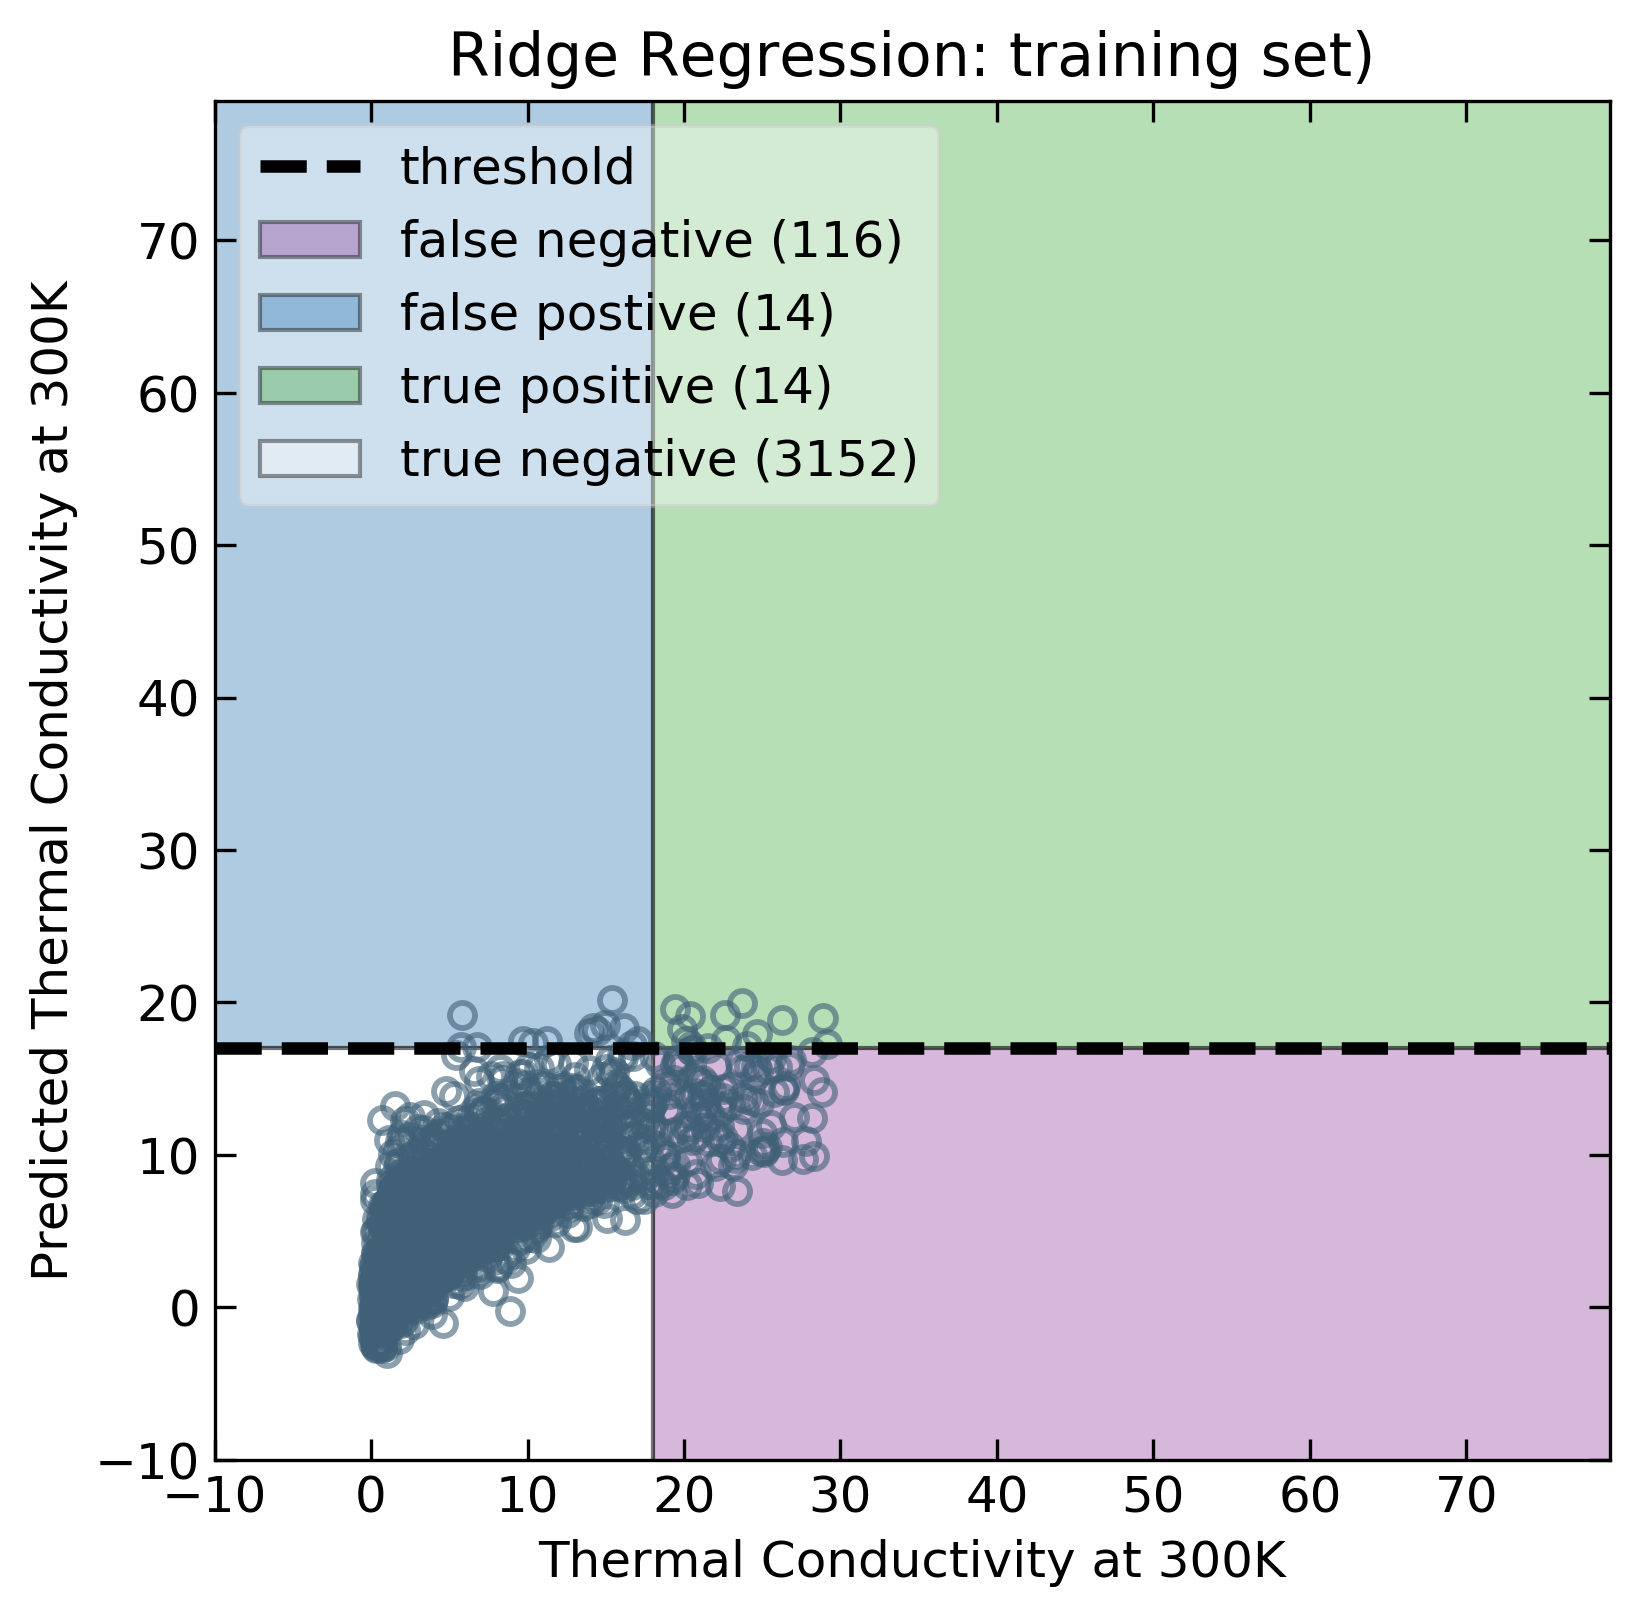 Ridge Regression: training set)
threshold
false negative (116)
false postive (14)
true positive (14)
true negative (3152)
Predicted Thermal Conductivity at 300K
70
60
50
40
30
20
10
0
−10
−10 0 10 20 30 40 50 60 70
Thermal Conductivity at 300K